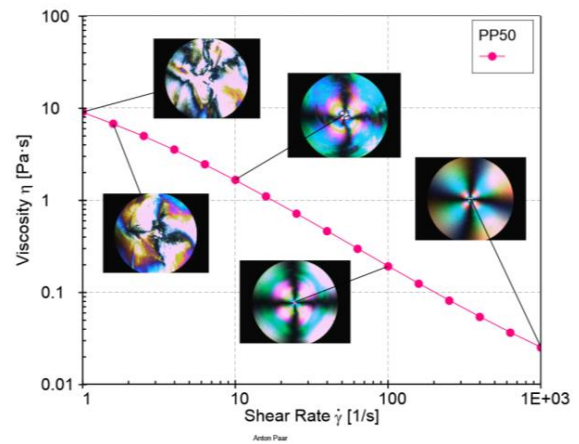 100
10
1
0.1
0.01
Viscosity η [Pa·s]
PP50
1
10
100
1E+03
Shear Rate γ̇ [1/s]
Anton Paar